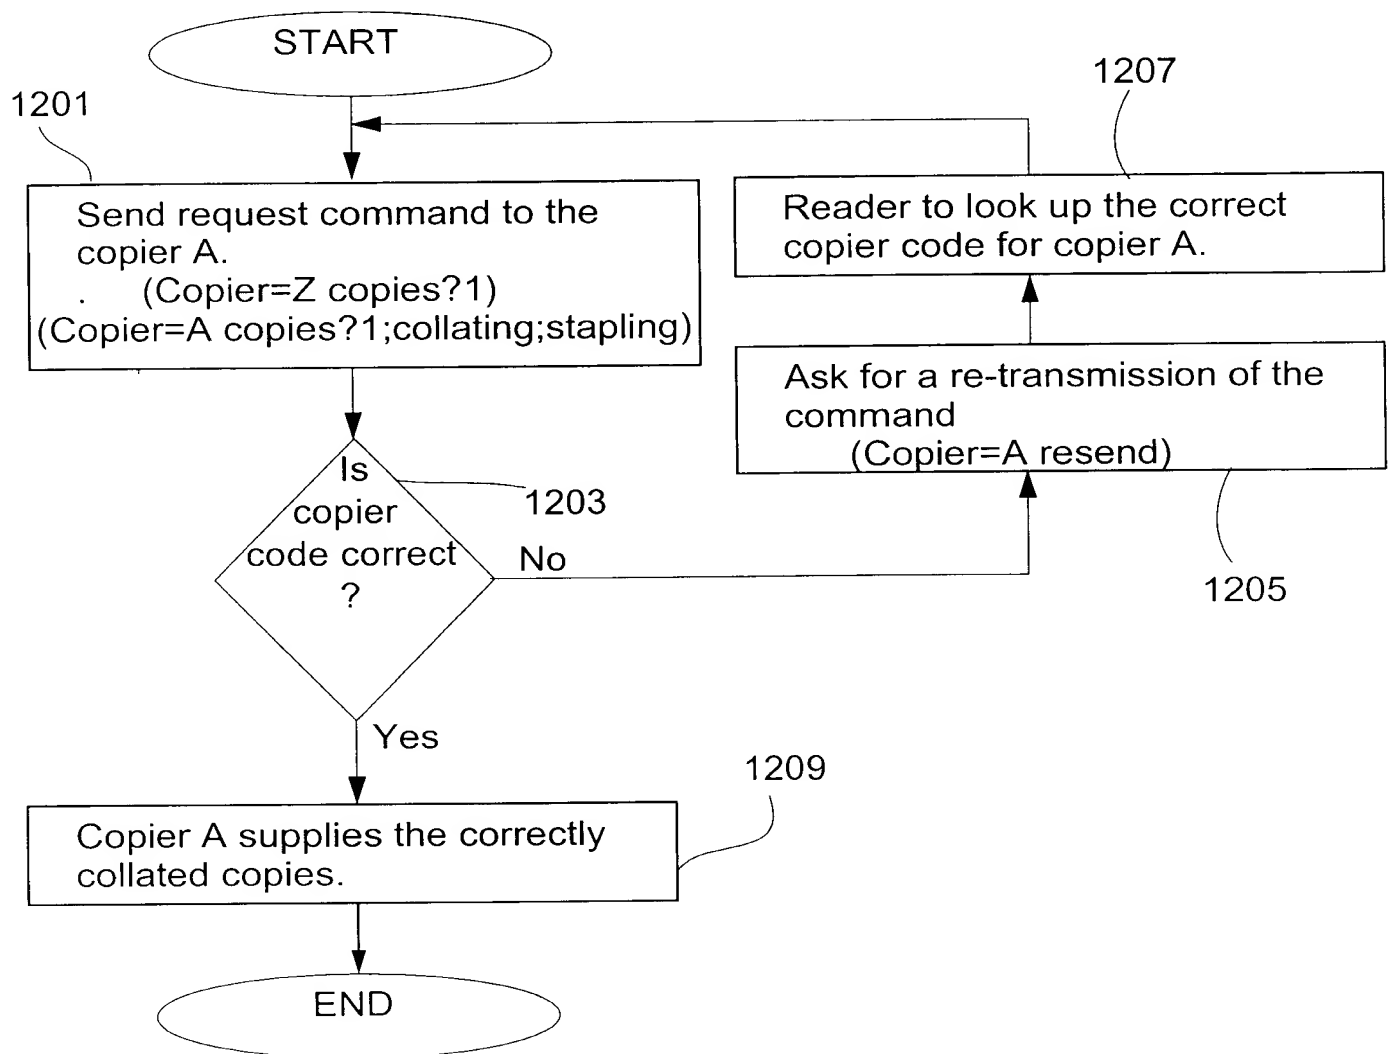 START
1201
Send request command to the
copier A.
. (Copier=Z copies?1)
(Copier=A copies?1;collating;stapling)
Is
copier
code correct
?
1203
No
Yes
1207
Reader to look up the correct
copier code for copier A.
Ask for a re-transmission of the
command
(Copier=A resend)
1205
1209
Copier A supplies the correctly
collated copies.
END